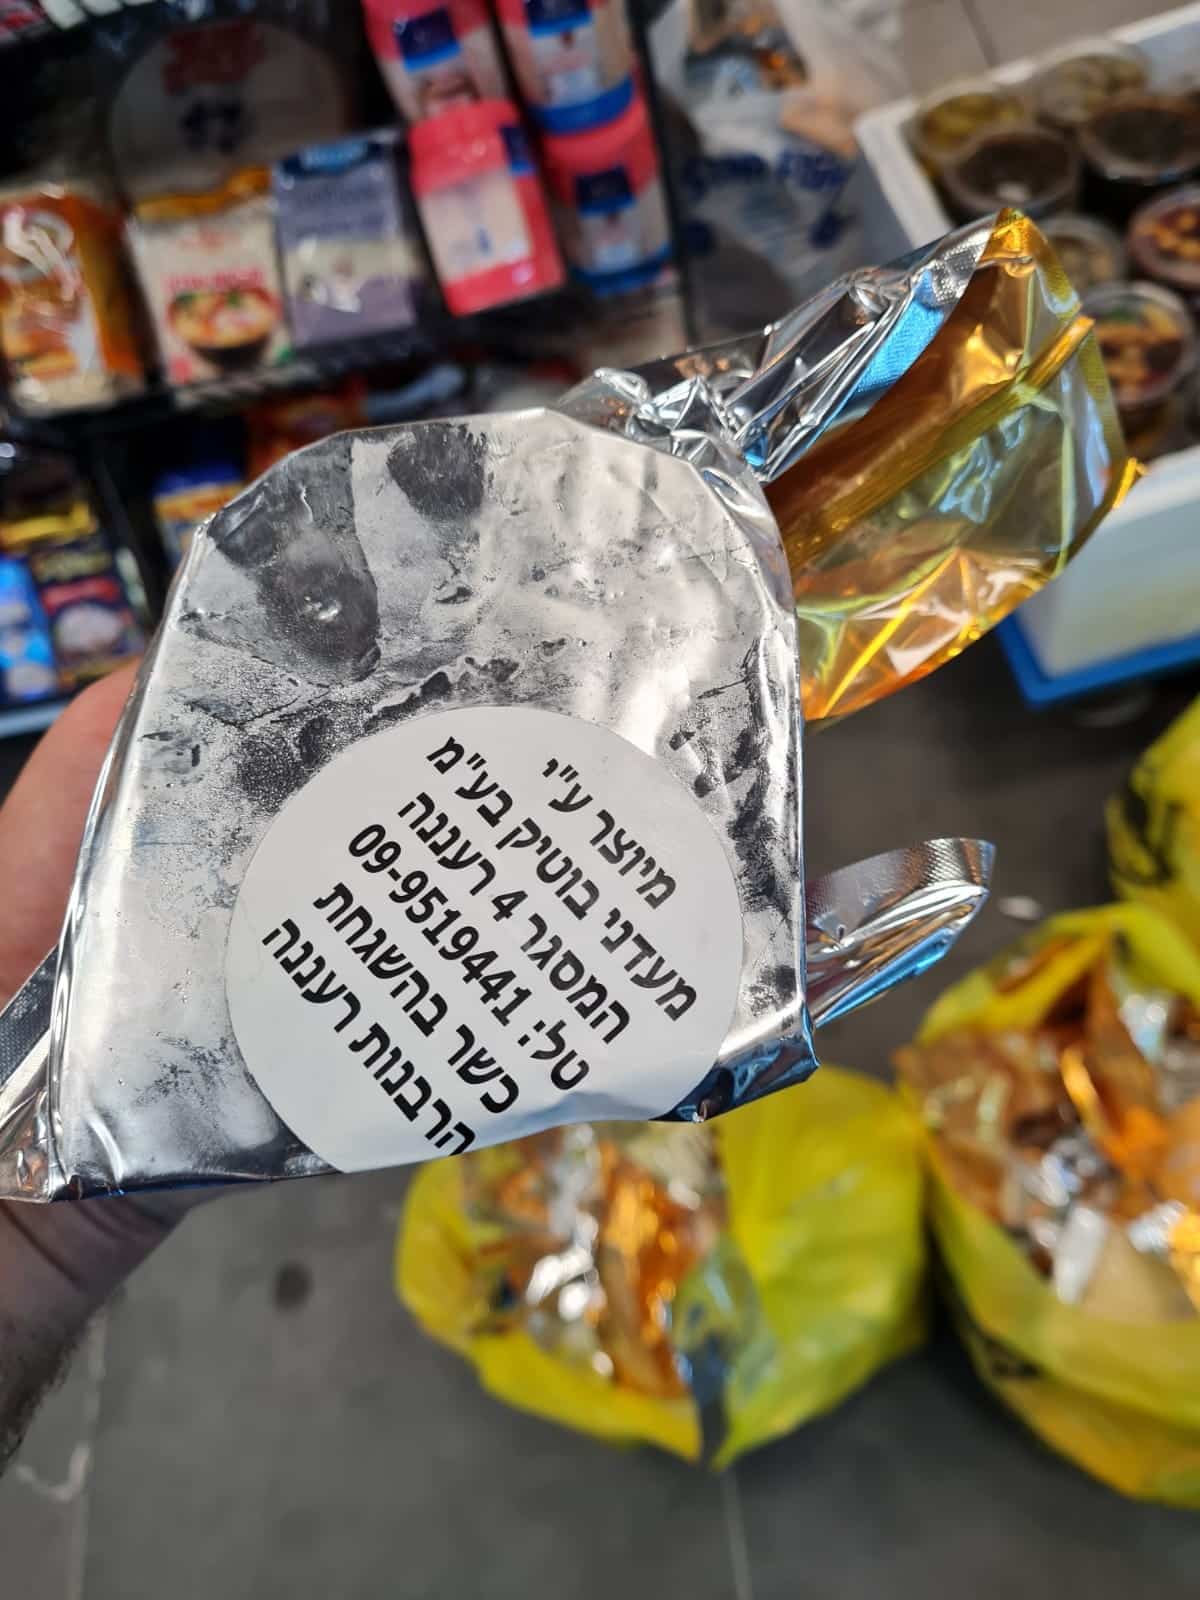 מיוצר ע"י
מעדני בוטיק בע"מ
המסגר 4 רעננה
טל: 09-9519441
כשר בהשגחת
הרבנות רעננה